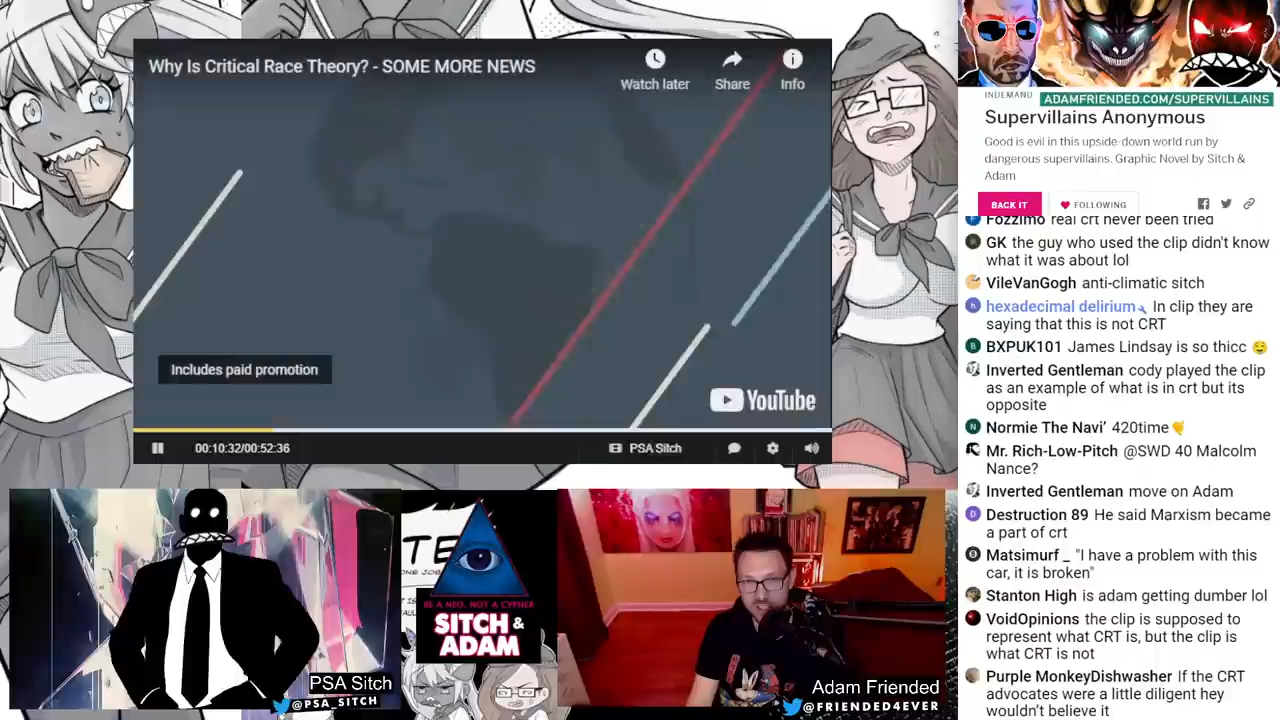 Why Is Critical Race Theory? - SOME MORE NEWS
Watch later
Share
Info
Includes paid promotion
YouTube
00:10:32/00:52:36
PSA Sitch
BE A NEO, NOT A CYPHER
SITCH &
ADAM
PSA Sitch
@PSA_SITCH
Adam Friended
@FRIENDED4EVER
INDEMAND
ADAMFRIENDED.COM/SUPERVILLAINS
Supervillains Anonymous
Good is evil in this upside-down world run by
dangerous supervillains. Graphic Novel by Sitch &
Adam
BACK IT
FOLLOWING
Fozzimo real crt never been tried
GK the guy who used the clip didn't know
what it was about lol
VileVanGogh anti-climatic sitch
hexadecimal delirium In clip they are
saying that this is not CRT
BXPUK101 James Lindsay is so thicc 😌
Inverted Gentleman cody played the clip
as an example of what is in crt but its
opposite
Normie The Navi' 420time
Mr. Rich-Low-Pitch @SWD 40 Malcolm
Nance?
Inverted Gentleman move on Adam
Destruction 89 He said Marxism became
a part of crt
Matsimurf _ "I have a problem with this
car, it is broken"
Stanton High is adam getting dumber lol
VoidOpinions the clip is supposed to
represent what CRT is, but the clip is
what CRT is not
Purple MonkeyDishwasher If the CRT
advocates were a little diligent hey
wouldn't believe it